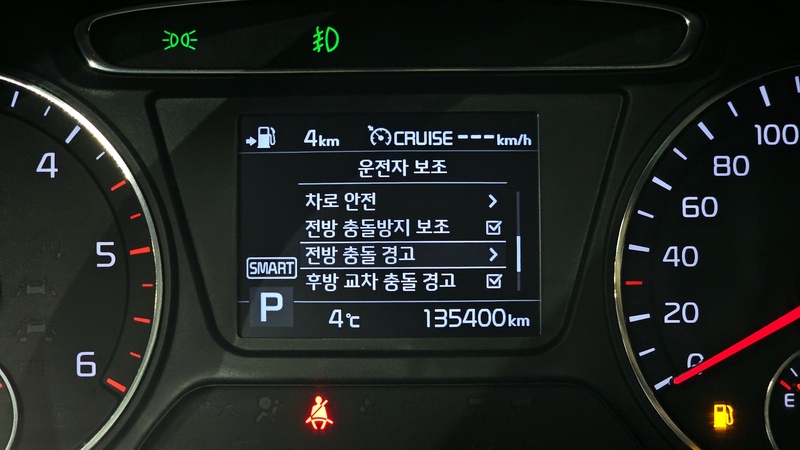 4km CRUISE ---km/h
운전자 보조
차로 안전
전방 충돌방지 보조
전방 충돌 경고
후방 교차 충돌 경고
SMART
P
4℃ 135400km
4
5
6
100
80
60
40
20
0
E